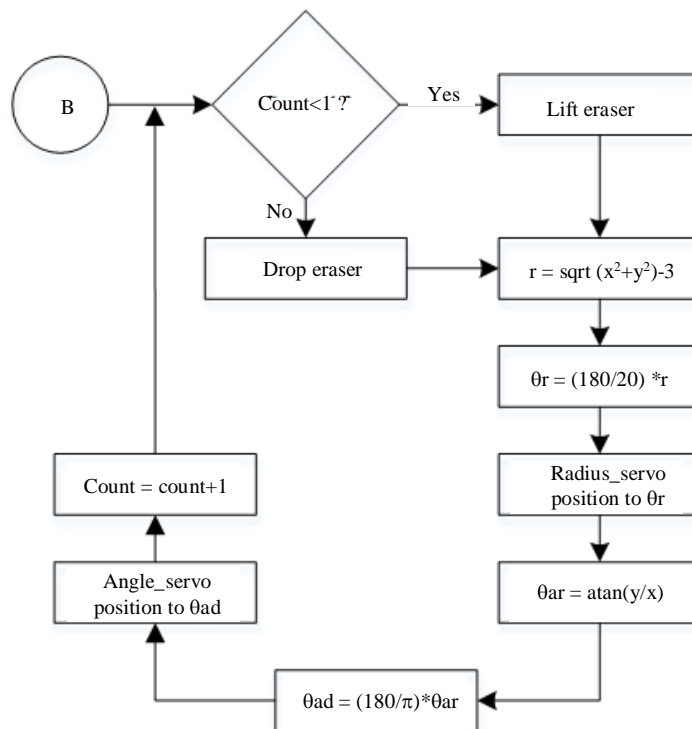 B
Count<1 ?
Yes
Lift eraser
No
Drop eraser
r = sqrt (x²+y²)-3
θr = (180/20) *r
Radius_servo
position to θr
θar = atan(y/x)
θad = (180/π)*θar
Angle_servo
position to θad
Count = count+1